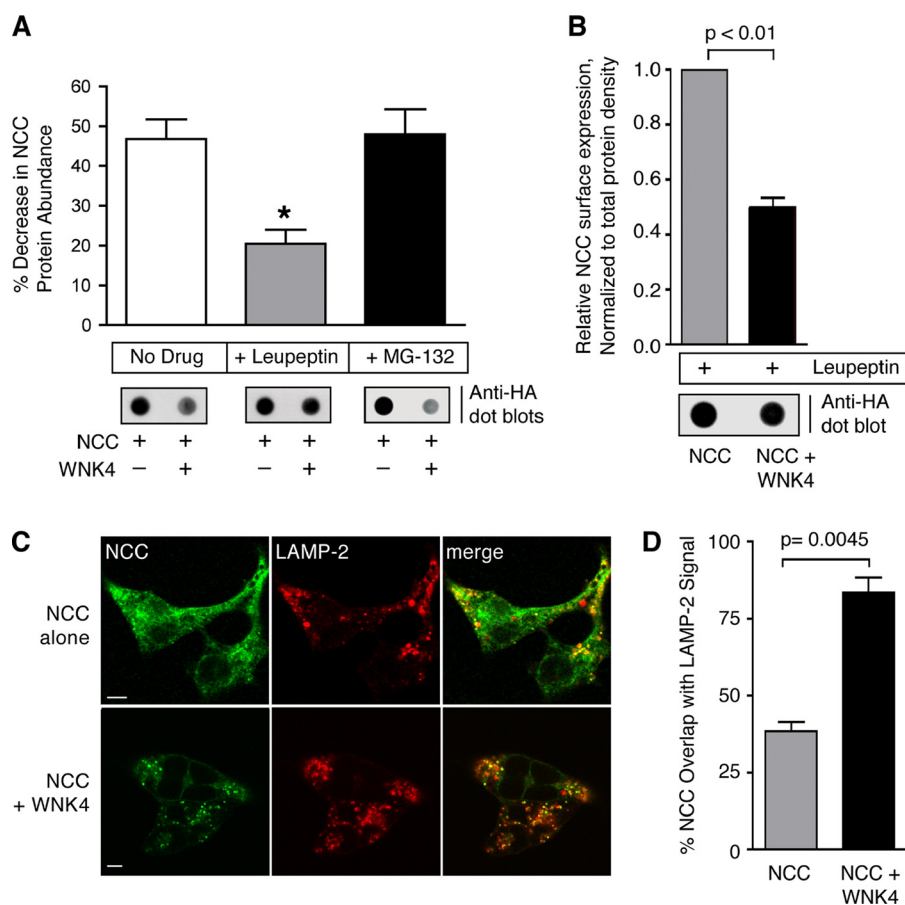 A
% Decrease in NCC
Protein Abundance
60
50
40
30
20
10
0
*
No Drug
+ Leupeptin
+ MG-132
Anti-HA
dot blots
NCC + + + + + +
WNK4 – + – + – +
B
p < 0.01
Relative NCC surface expression,
Normalized to total protein density
1.0
0.8
0.6
0.4
0.2
0.0
+ + Leupeptin
Anti-HA
dot blot
NCC
NCC +
WNK4
C
NCC
LAMP-2
merge
NCC
alone
NCC
+ WNK4
D
p= 0.0045
% NCC Overlap with LAMP-2 Signal
100
75
50
25
0
NCC
NCC +
WNK4